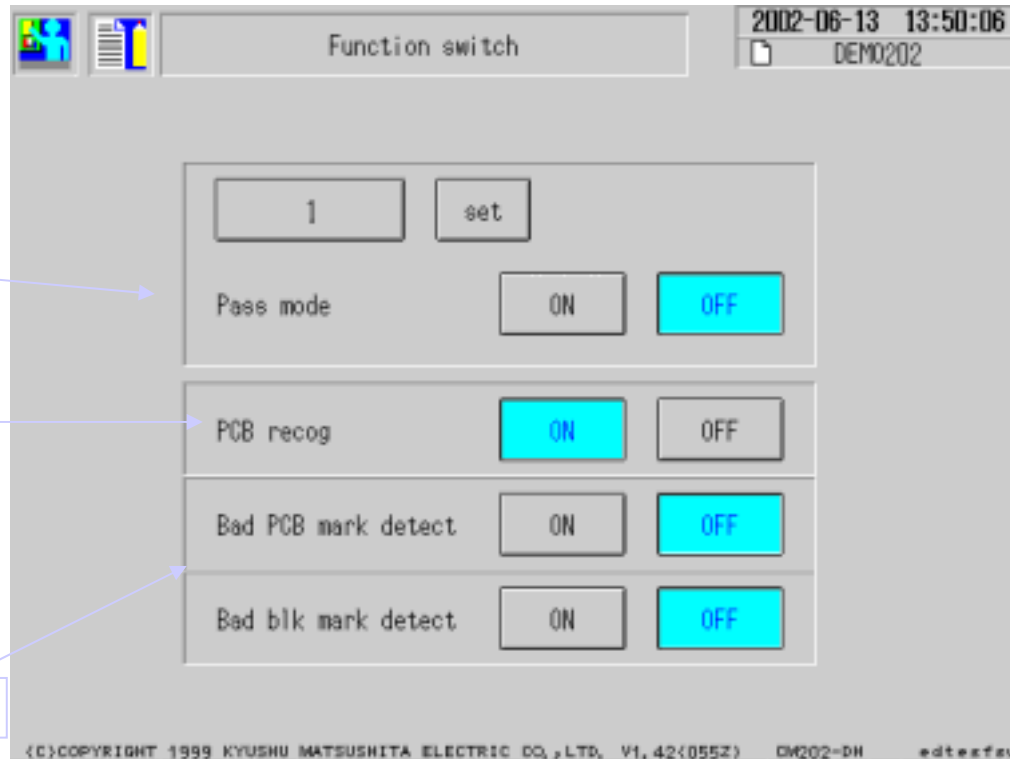 Function switch
2002-06-13 13:50:06
DEMO202
1 set
Pass mode ON OFF
PCB recog ON OFF
Bad PCB mark detect ON OFF
Bad blk mark detect ON OFF
(C)COPYRIGHT 1999 KYUSHU MATSUSHITA ELECTRIC CO.,LTD. V1.42(055Z) CM202-DH